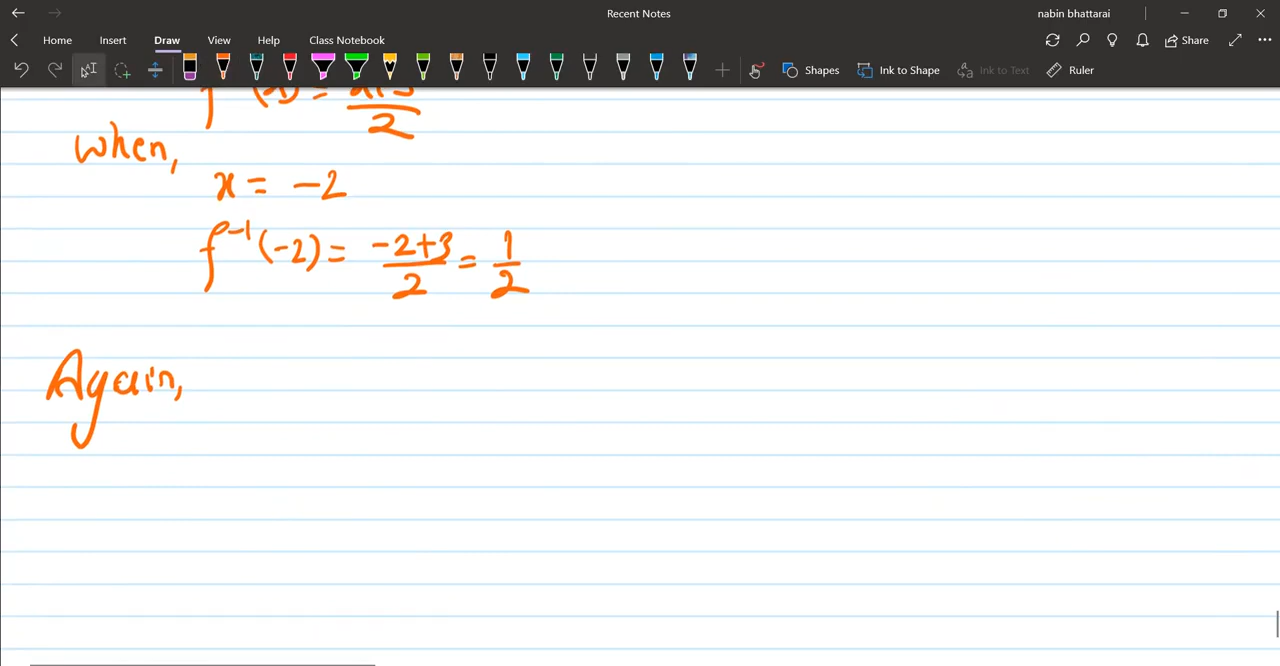 Recent Notes
nabin bhattarai
Home Insert Draw View Help Class Notebook
Share
Shapes Ink to Shape Ink to Text Ruler
2
when,
x = -2
f⁻¹(-2) = -2+3/2 = 1/2
Again,